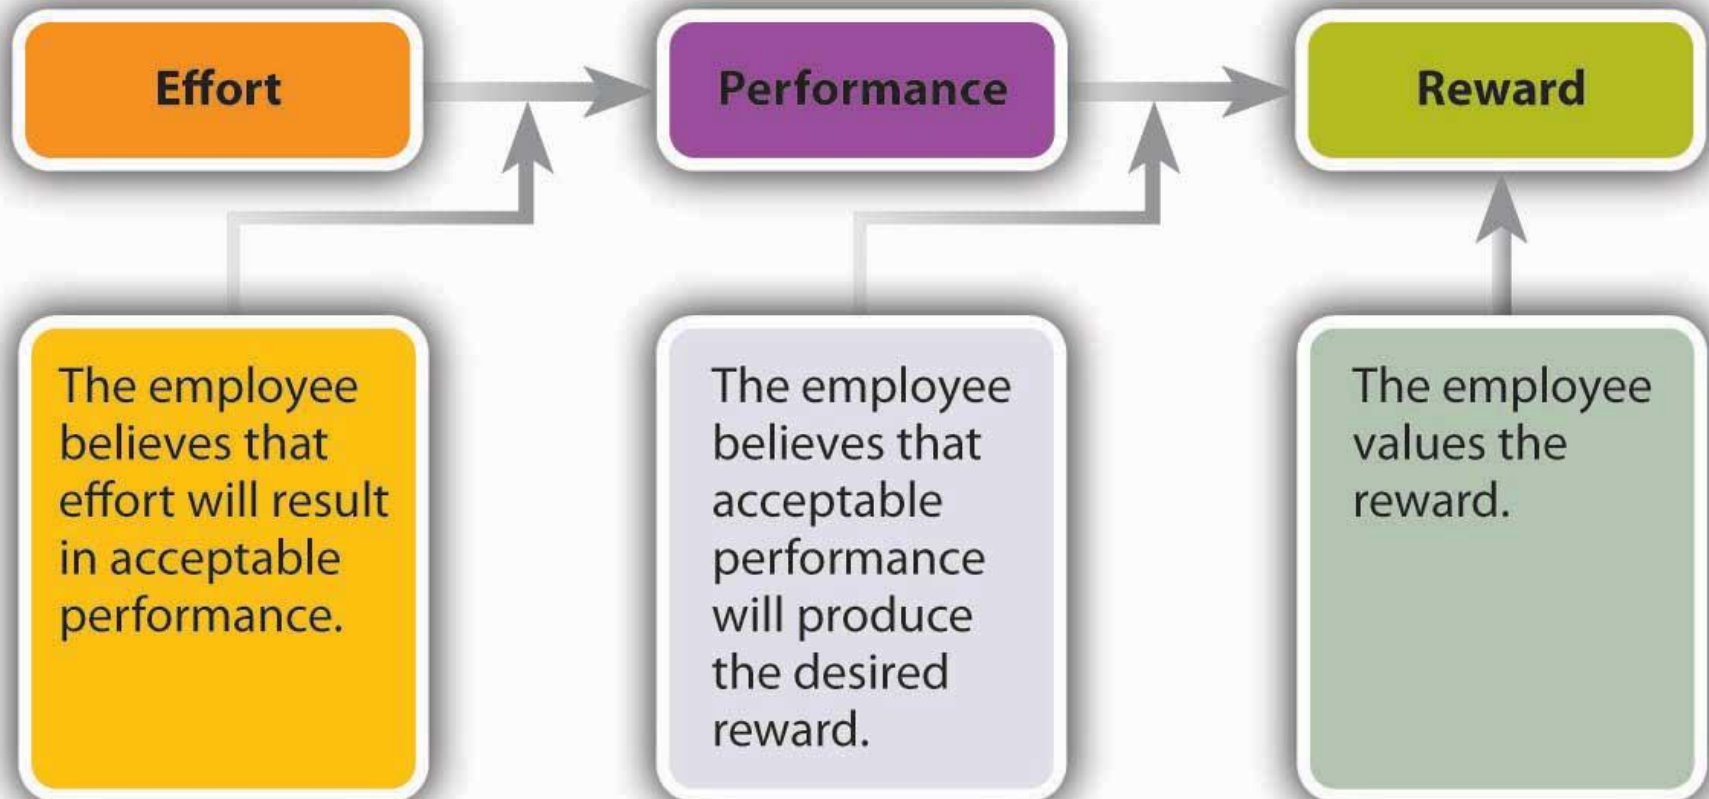 Effort
Performance
Reward
The employee
believes that
effort will result
in acceptable
performance.
The employee
believes that
acceptable
performance
will produce
the desired
reward.
The employee
values the
reward.